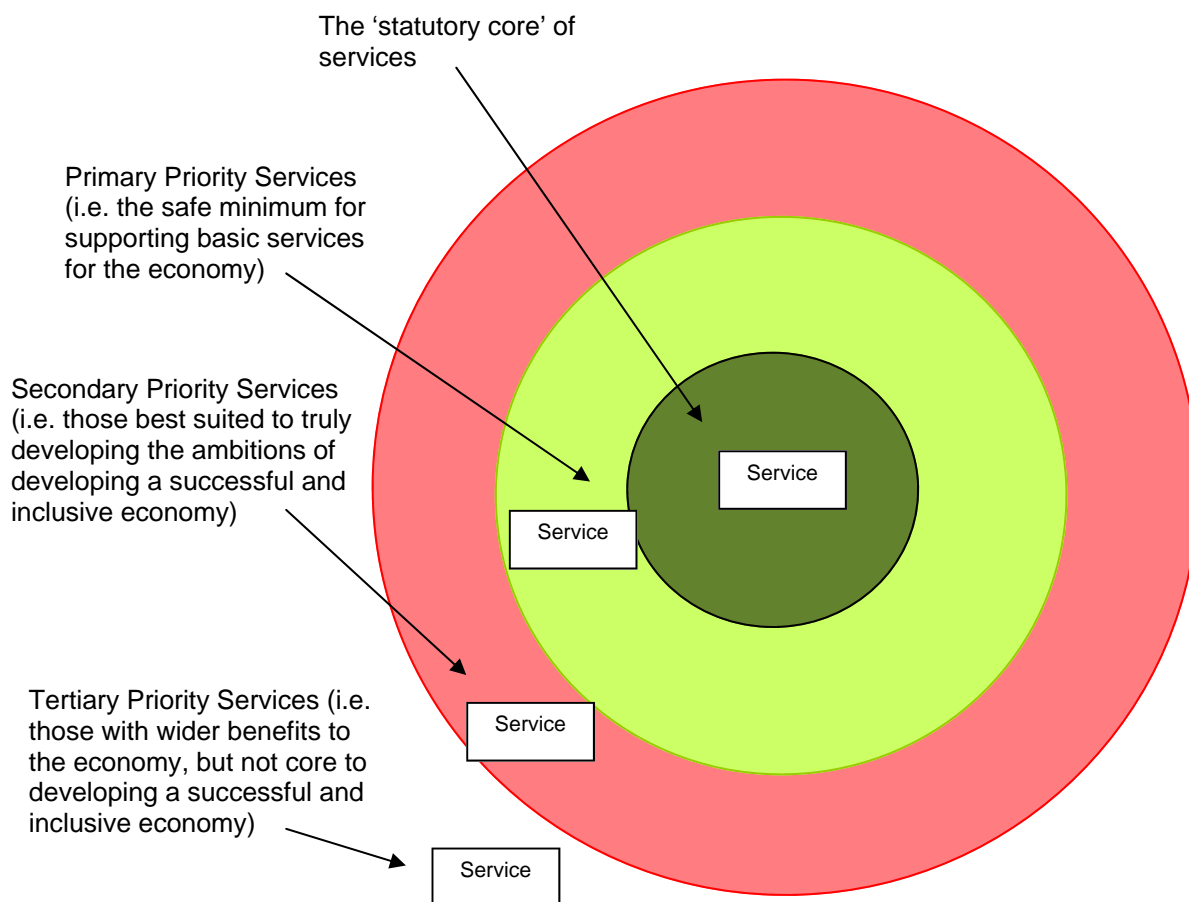 The ‘statutory core’ of
services
Primary Priority Services
(i.e. the safe minimum for
supporting basic services
for the economy)
Secondary Priority Services
(i.e. those best suited to truly
developing the ambitions of
developing a successful and
inclusive economy)
Tertiary Priority Services (i.e.
those with wider benefits to
the economy, but not core to
developing a successful and
inclusive economy)
Service
Service
Service
Service